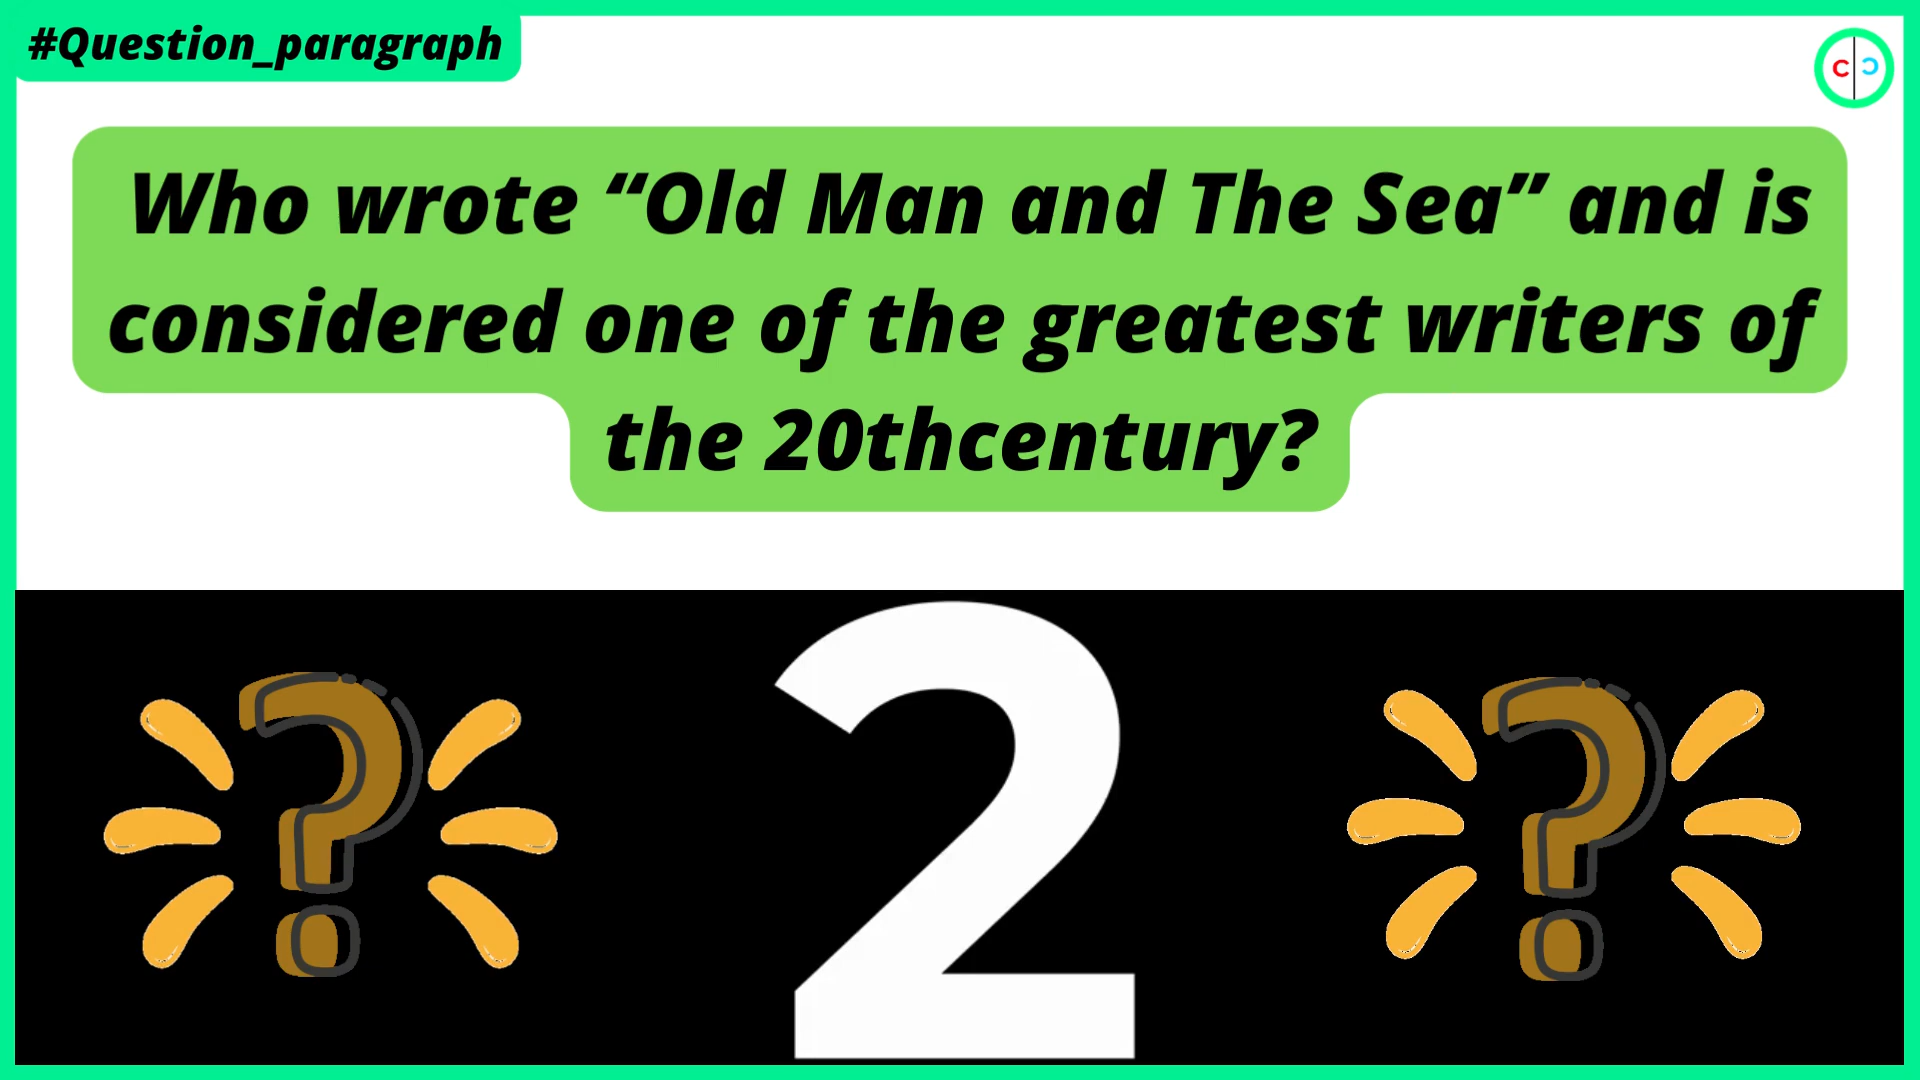 #Question_paragraph
C Ɔ
Who wrote “Old Man and The Sea” and is
considered one of the greatest writers of
the 20thcentury?
? 2 ?